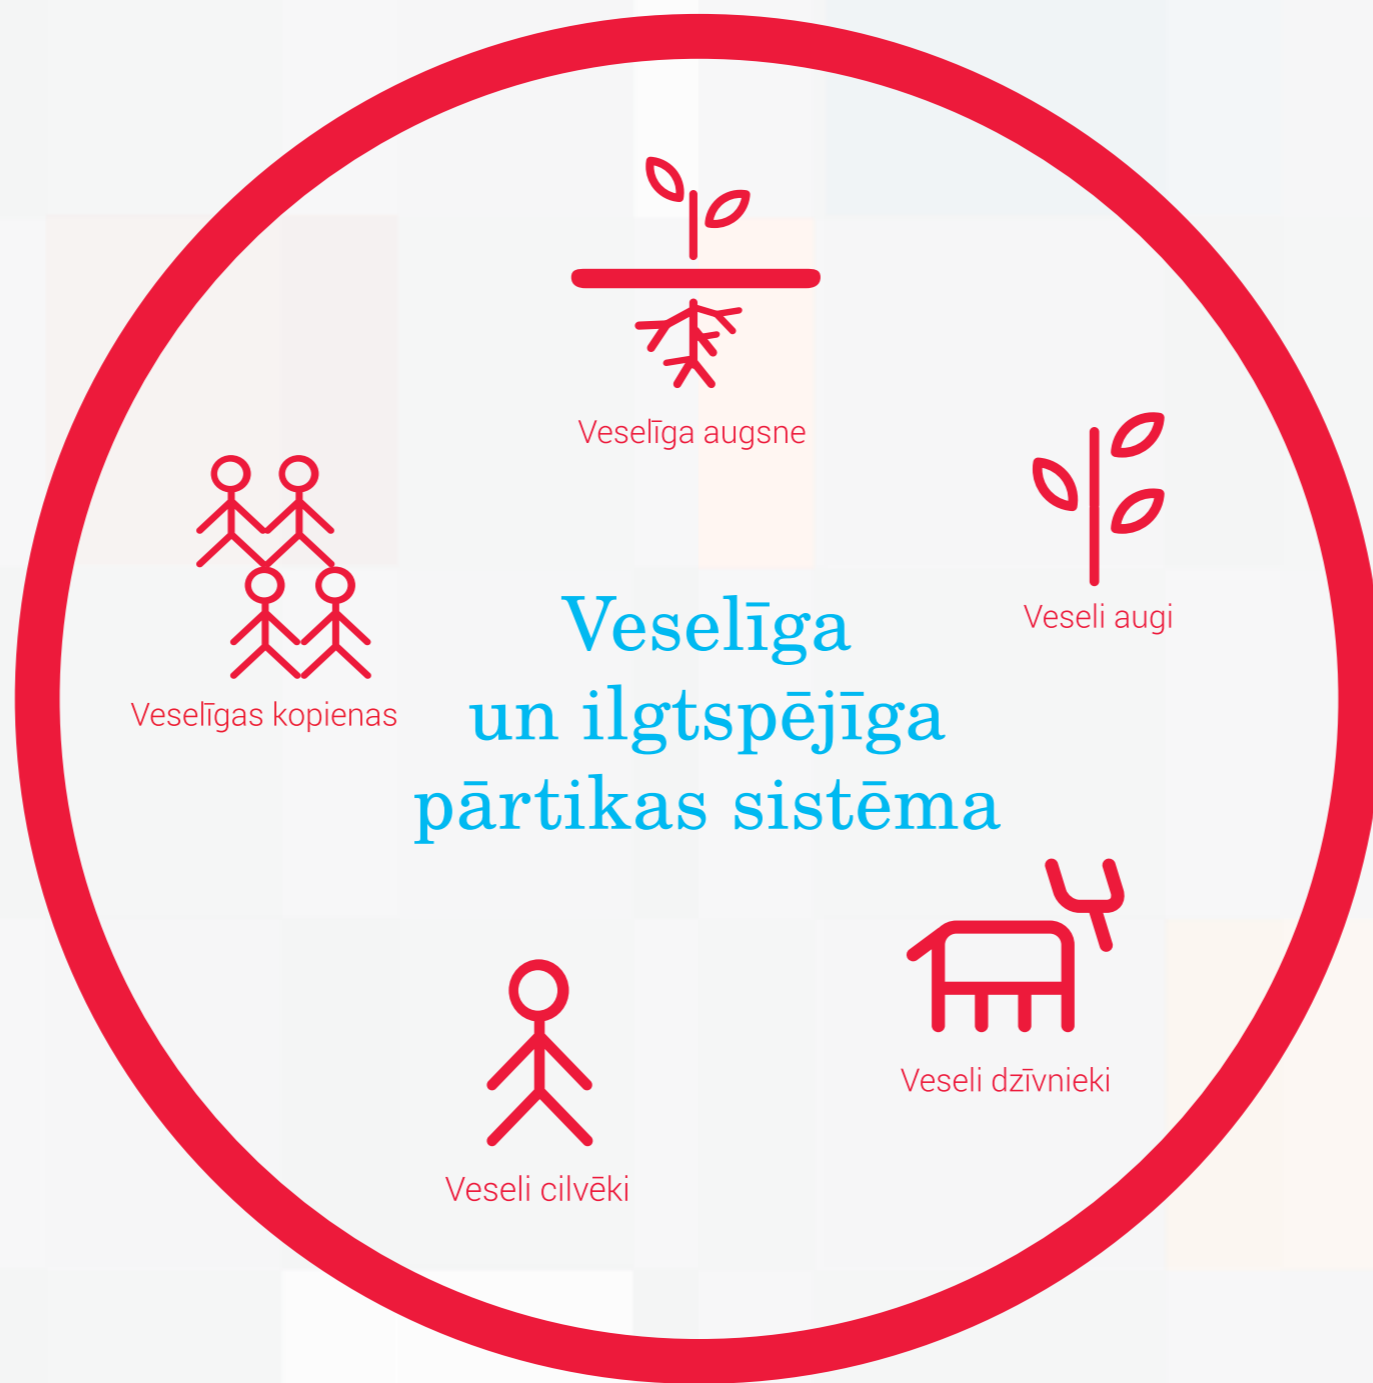 Veselīga augsne
Veseli augi
Veselīgas kopienas
Veselīga
un ilgtspējīga
pārtikas sistēma
Veseli dzīvnieki
Veseli cilvēki